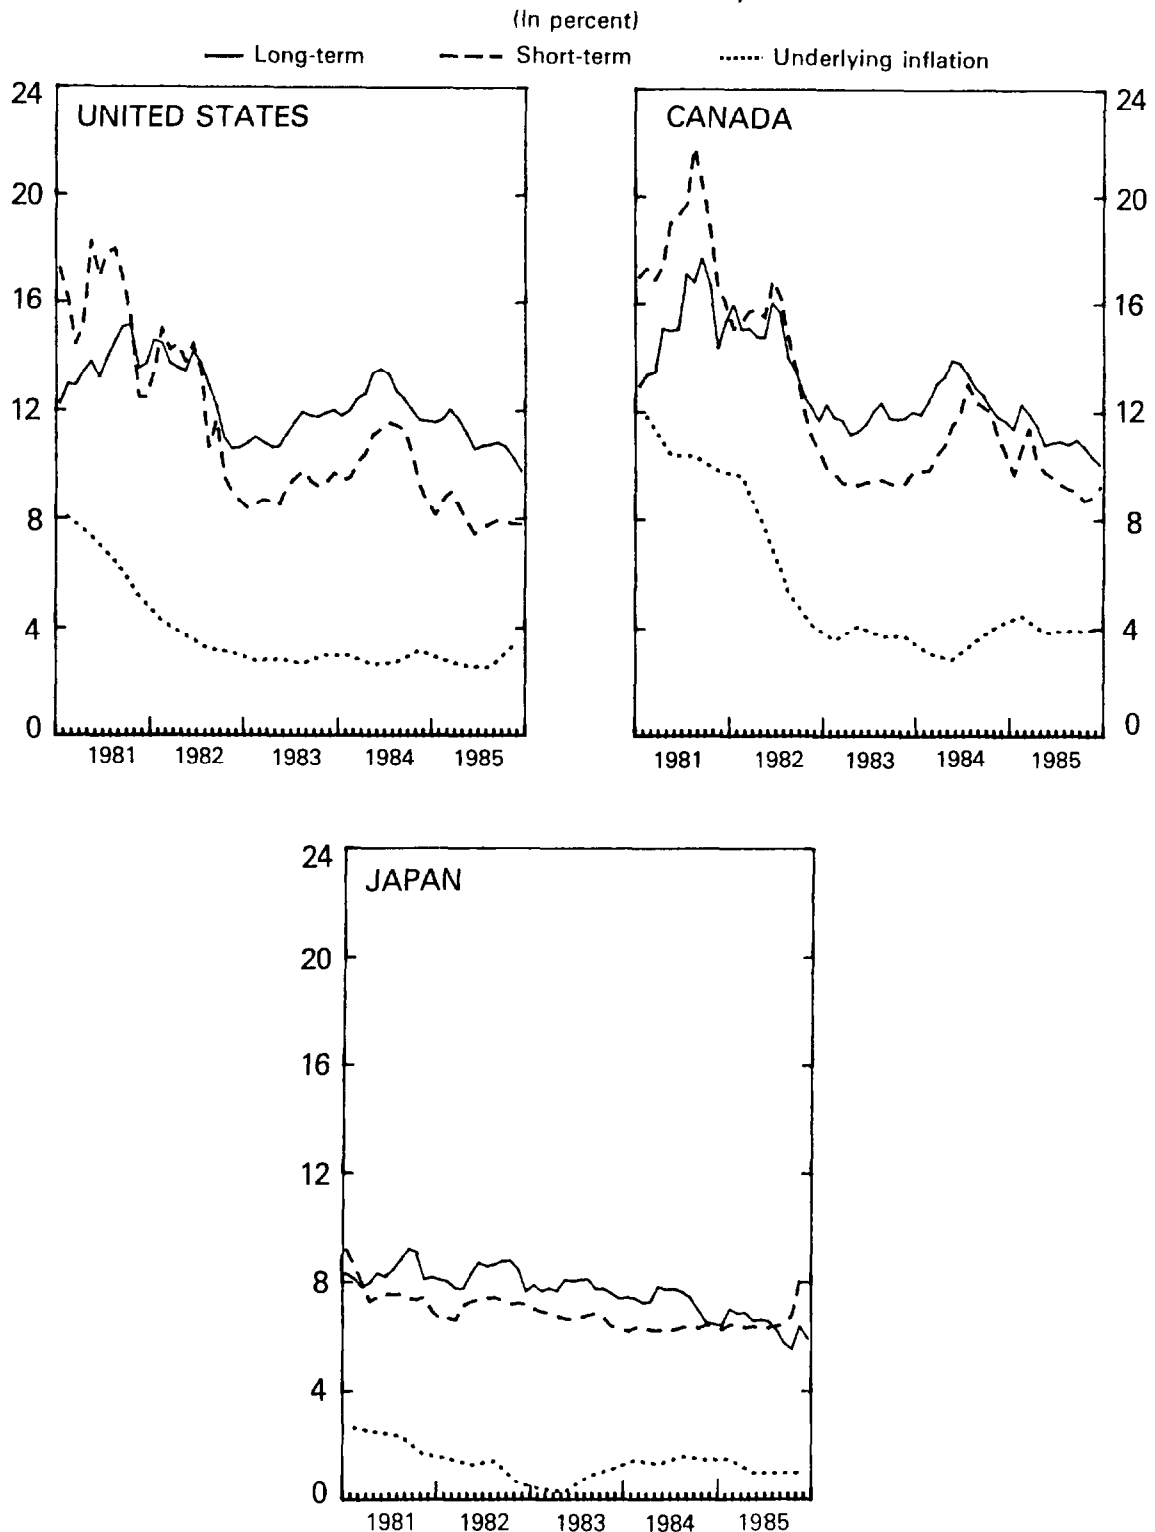 (In percent)
Long-term Short-term Underlying inflation
24
UNITED STATES
20
16
12
8
4
0
1981 1982 1983 1984 1985
CANADA
24
20
16
12
8
4
0
1981 1982 1983 1984 1985
24
JAPAN
20
16
12
8
4
0
1981 1982 1983 1984 1985